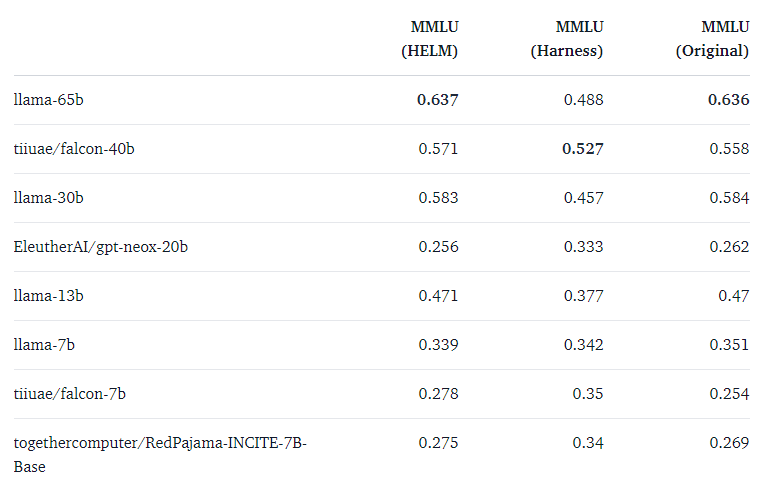 MMLU MMLU MMLU
(HELM) (Harness) (Original)
llama-65b 0.637 0.488 0.636
tiiuae/falcon-40b 0.571 0.527 0.558
llama-30b 0.583 0.457 0.584
EleutherAI/gpt-neox-20b 0.256 0.333 0.262
llama-13b 0.471 0.377 0.47
llama-7b 0.339 0.342 0.351
tiiuae/falcon-7b 0.278 0.35 0.254
togethercomputer/RedPajama-INCITE-7B- 0.275 0.34 0.269
Base